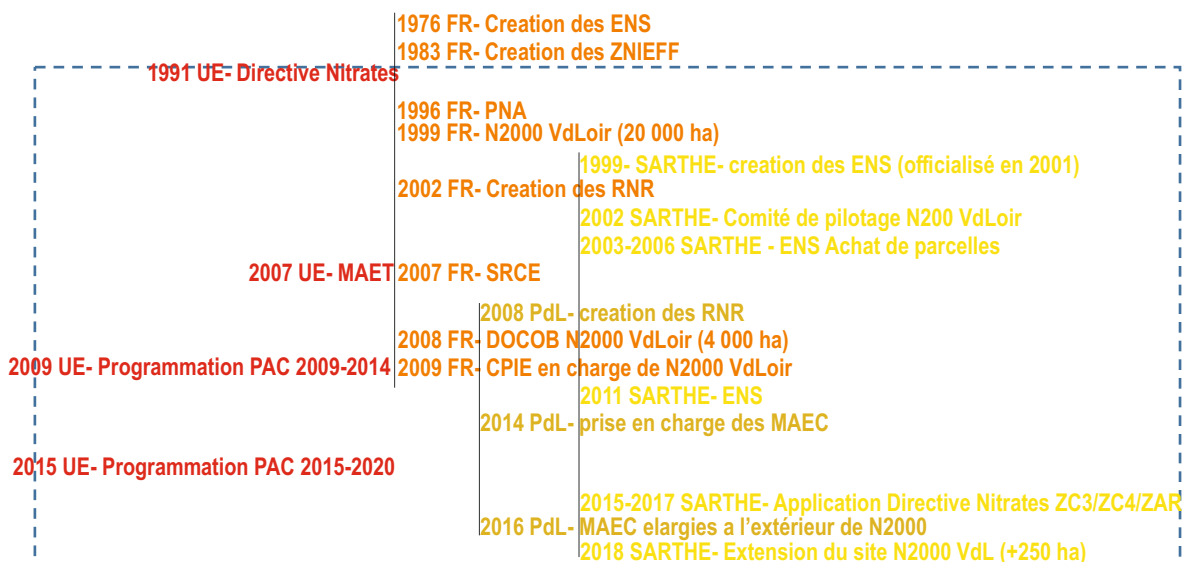 1976 FR- Creation des ENS
1983 FR- Creation des ZNIEFF
1991 UE- Directive NItrates
1996 FR- PNA
1999 FR- N2000 VdLoir (20 000 ha)
1999- SARTHE- creation des ENS (officialisé en 2001)
2002 FR- Creation des RNR
2002 SARTHE- Comité de pilotage N200 VdLoir
2003-2006 SARTHE - ENS Achat de parcelles
2007 UE- MAET
2007 FR- SRCE
2008 PdL- creation des RNR
2008 FR- DOCOB N2000 VdLoir (4 000 ha)
2009 UE- Programmation PAC 2009-2014
2009 FR- CPIE en charge de N2000 VdLoir
2011 SARTHE- ENS
2014 PdL- prise en charge des MAEC
2015 UE- Programmation PAC 2015-2020
2015-2017 SARTHE- Application Directive Nitrates ZC3/ZC4/ZAR
2016 PdL- MAEC elargies a l’extérieur de N2000
2018 SARTHE- Extension du site N2000 VdL (+250 ha)